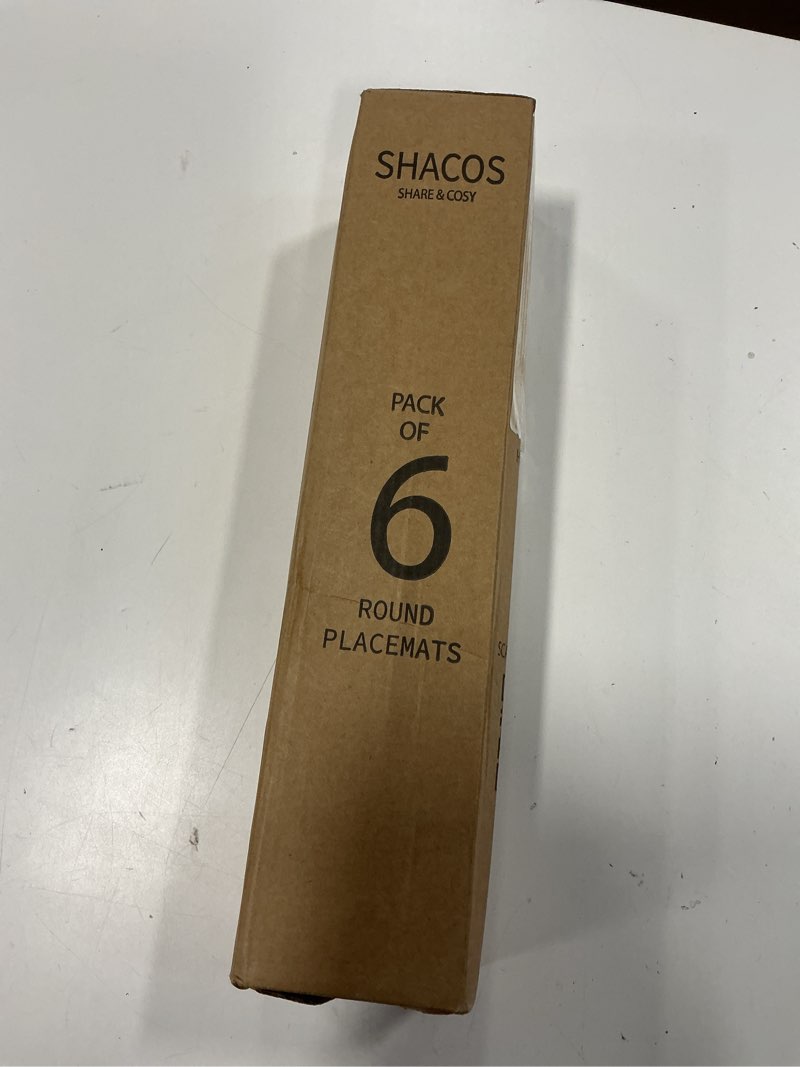 SHACOS
SHARE & COSY
PACK
OF
6
ROUND
PLACEMATS